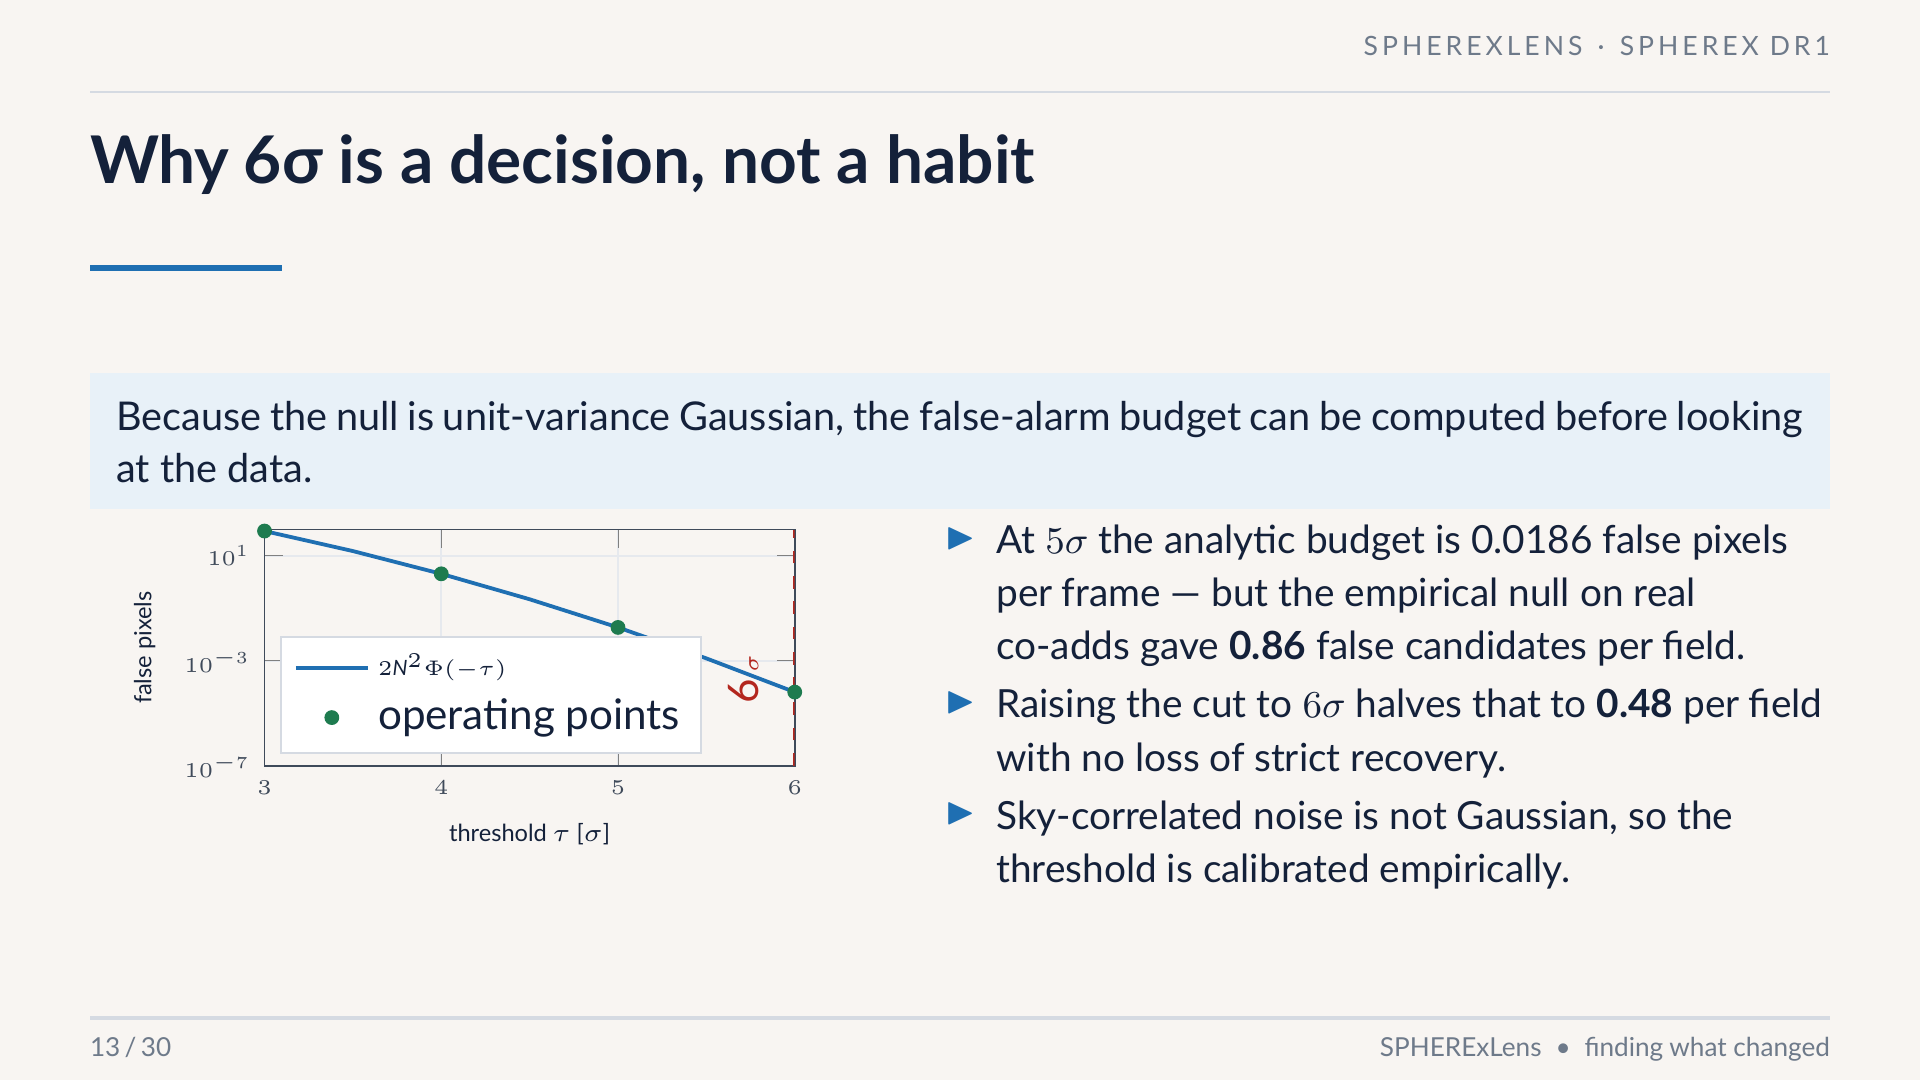 SPHEREXLENS · SPHEREX DR1
Why 6σ is a decision, not a habit
Because the null is unit-variance Gaussian, the false-alarm budget can be computed before looking
at the data.
false pixels
10¹
10⁻³
10⁻⁷
2N²Φ(−τ)
operating points
6σ
3 4 5 6
threshold τ [σ]
At 5σ the analytic budget is 0.0186 false pixels
per frame — but the empirical null on real
co-adds gave 0.86 false candidates per field.
Raising the cut to 6σ halves that to 0.48 per field
with no loss of strict recovery.
Sky-correlated noise is not Gaussian, so the
threshold is calibrated empirically.
13 / 30
SPHERExLens • finding what changed